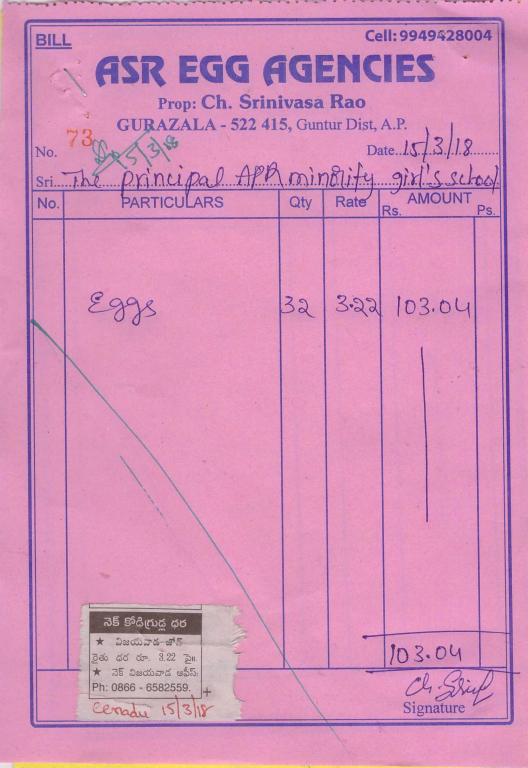 BILL
Cell: 9949428004
ASR EGG AGENCIES
Prop: Ch. Srinivasa Rao
GURAZALA - 522 415, Guntur Dist, A.P.
73
No.
15/3/18
Date 15/3/18
Sri. The principal APR minority girl's school
No. PARTICULARS Qty Rate AMOUNT
Rs. Ps.
Eggs 32 3.22 103.04
103.04
నెక్ కోడిగ్రుడ్ల ధర
★ విజయవాడ జోన్
రైతు ధర రూ. 3.22 పై॥
★ నెక్ విజయవాడ ఆఫీస్
Ph: 0866 - 6582559.
Eenadu 15/3/18
Signature